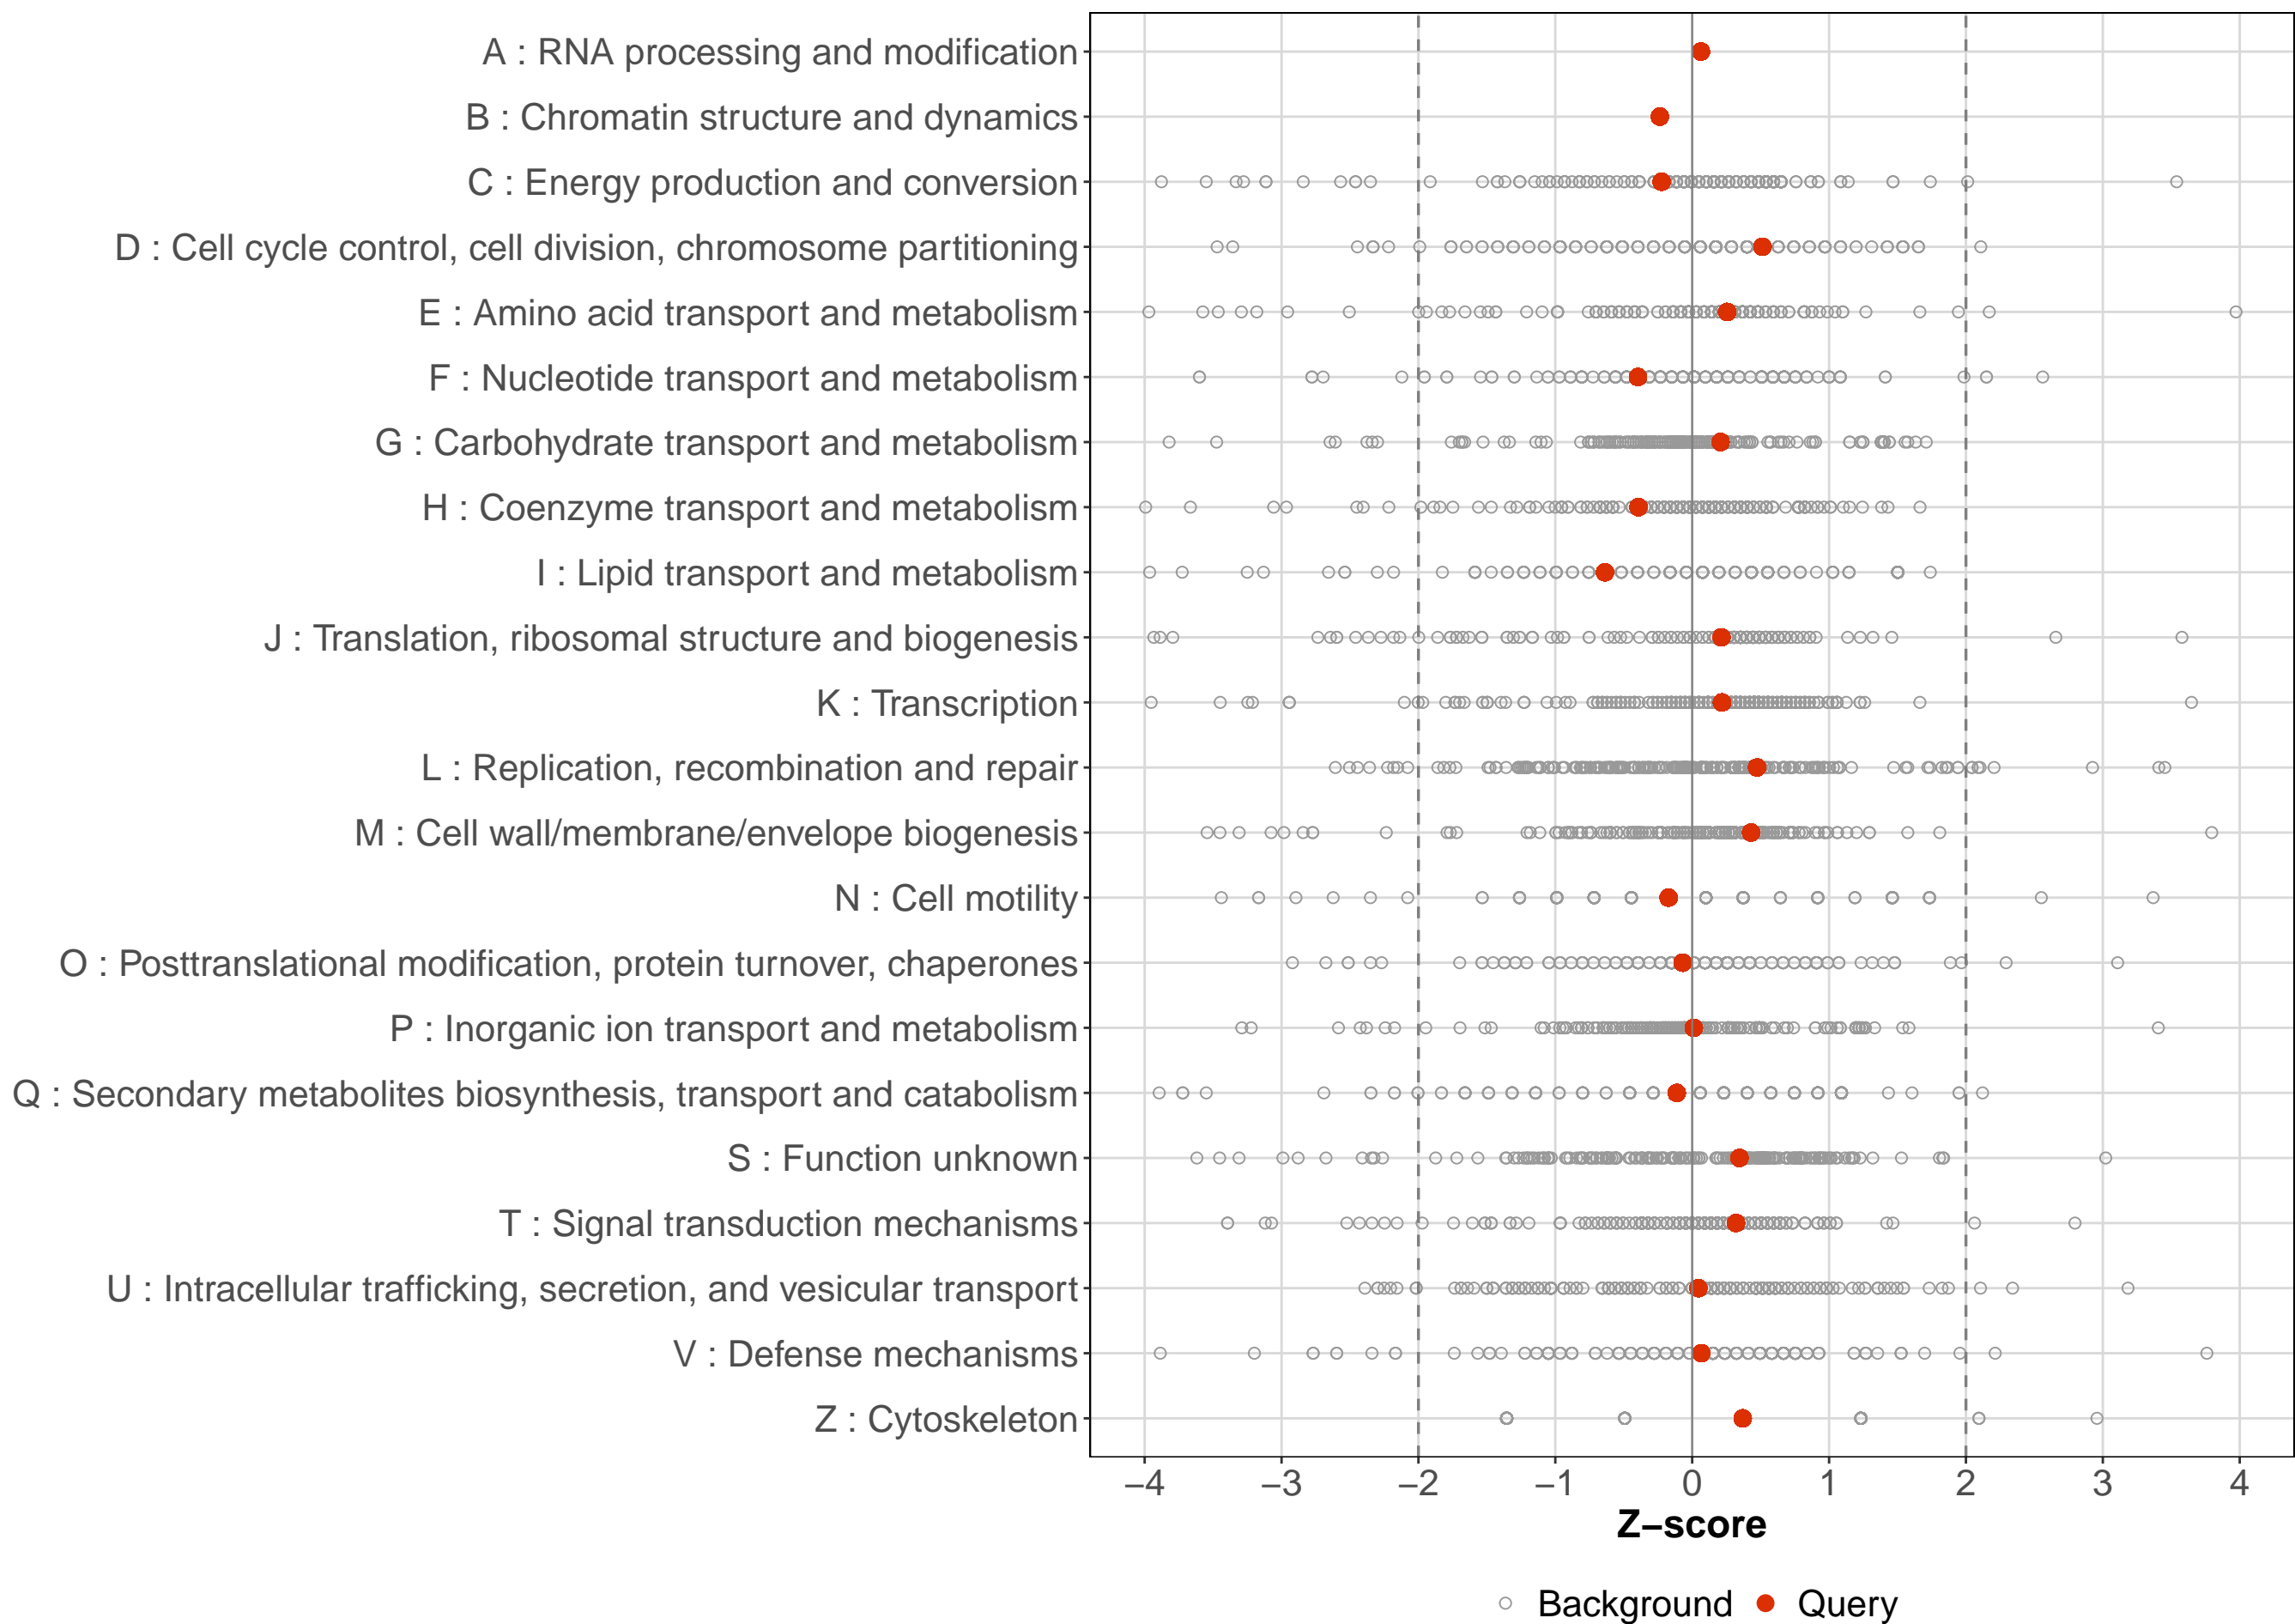 A : RNA processing and modification
B : Chromatin structure and dynamics
C : Energy production and conversion
D : Cell cycle control, cell division, chromosome partitioning
E : Amino acid transport and metabolism
F : Nucleotide transport and metabolism
G : Carbohydrate transport and metabolism
H : Coenzyme transport and metabolism
I : Lipid transport and metabolism
J : Translation, ribosomal structure and biogenesis
K : Transcription
L : Replication, recombination and repair
M : Cell wall/membrane/envelope biogenesis
N : Cell motility
O : Posttranslational modification, protein turnover, chaperones
P : Inorganic ion transport and metabolism
Q : Secondary metabolites biosynthesis, transport and catabolism
S : Function unknown
T : Signal transduction mechanisms
U : Intracellular trafficking, secretion, and vesicular transport
V : Defense mechanisms
Z : Cytoskeleton
−4 −3 −2 −1 0 1 2 3 4
Z−score
Background Query